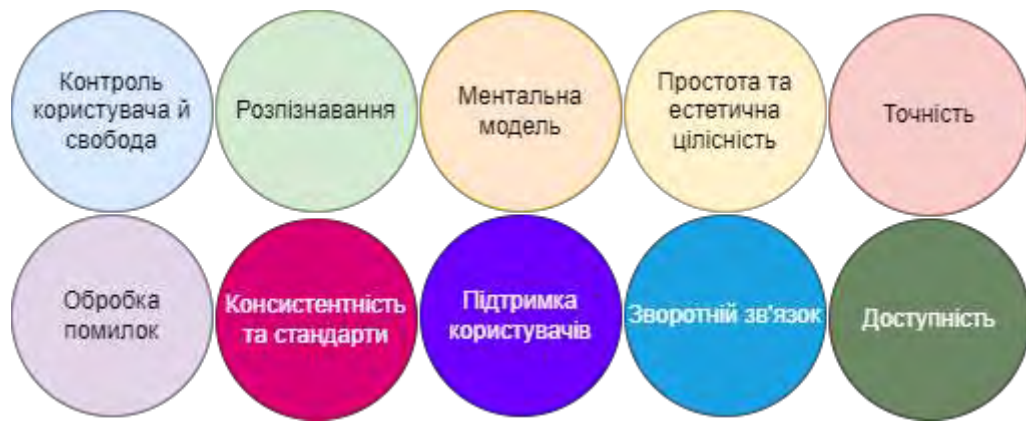 Контроль
користувача й
свобода
Розпізнавання
Ментальна
модель
Простота та
естетична
цілісність
Точність
Обробка
помилок
Консистентність
та стандарти
Підтримка
користувачів
Зворотній зв'язок
Доступність